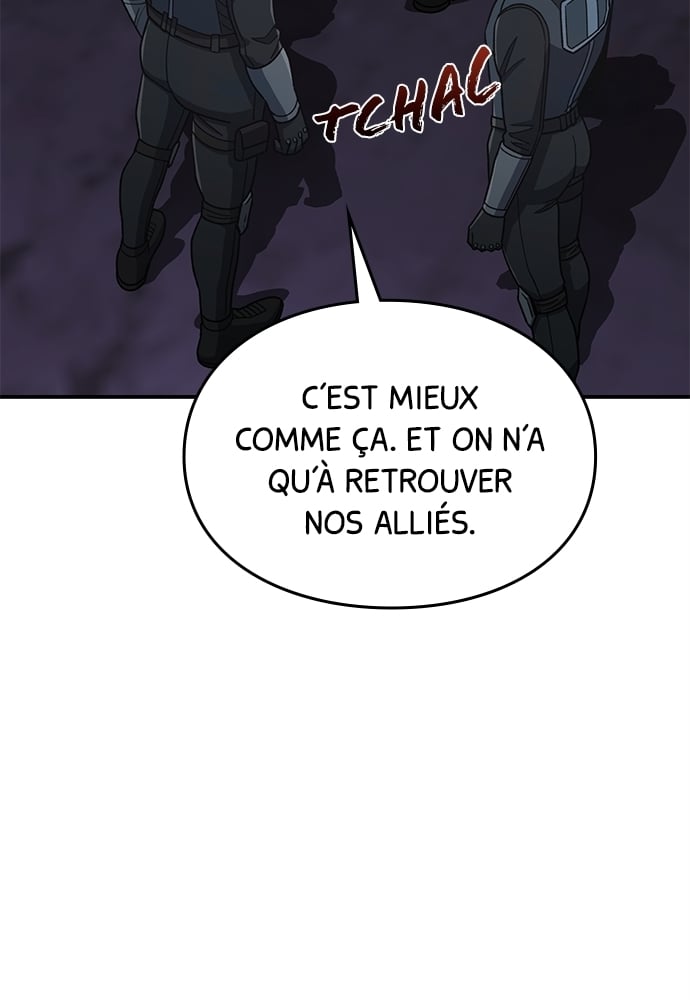 TCHAC
C'EST MIEUX
COMME ÇA. ET ON N'A
QU'À RETROUVER
NOS ALLIÉS.